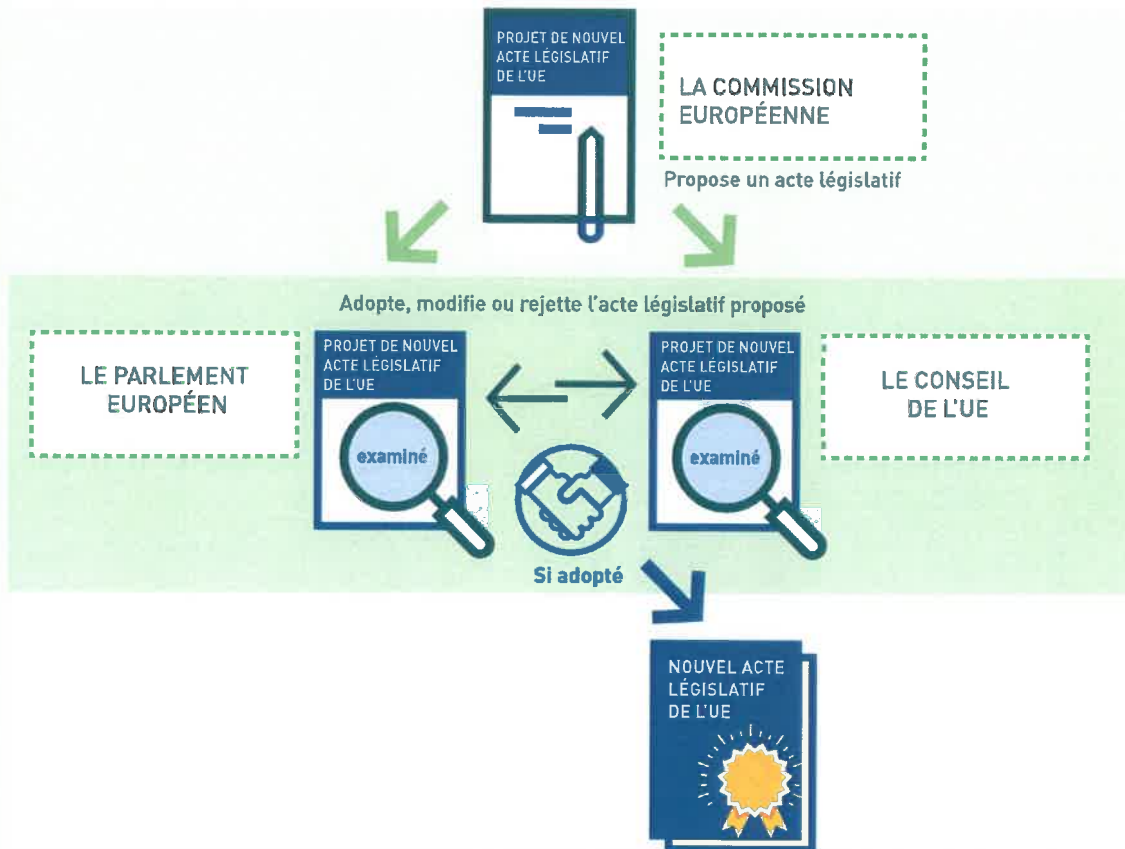 PROJET DE NOUVEL
ACTE LÉGISLATIF
DE L'UE
LA COMMISSION
EUROPÉENNE
Propose un acte législatif
Adopte, modifie ou rejette l'acte législatif proposé
LE PARLEMENT
EUROPÉEN
PROJET DE NOUVEL
ACTE LÉGISLATIF
DE L'UE
examiné
PROJET DE NOUVEL
ACTE LÉGISLATIF
DE L'UE
examiné
LE CONSEIL
DE L'UE
Si adopté
NOUVEL ACTE
LÉGISLATIF
DE L'UE